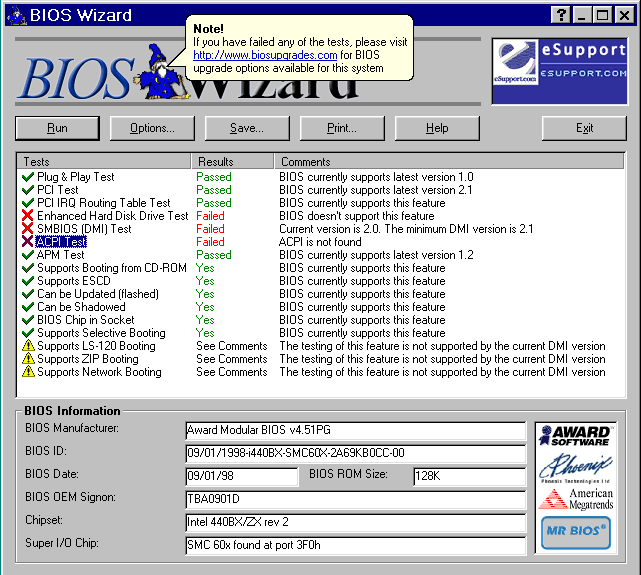 BIOS Wizard
Note!
If you have failed any of the tests, please visit
http://www.biosupgrades.com for BIOS
upgrade options available for this system
BIOS Wizard
eSupport
eSupport.com
ESUPPORT.COM
Run Options... Save... Print... Help Exit
Tests Results Comments
Plug & Play Test Passed BIOS currently supports latest version 1.0
PCI Test Passed BIOS currently supports latest version 2.1
PCI IRQ Routing Table Test Passed BIOS currently supports this feature
Enhanced Hard Disk Drive Test Failed BIOS doesn't support this feature
SMBIOS (DMI) Test Failed Current version is 2.0. The minimum DMI version is 2.1
ACPI Test Failed ACPI is not found
APM Test Passed BIOS currently supports latest version 1.2
Supports Booting from CD-ROM Yes BIOS currently supports this feature
Supports ESCD Yes BIOS currently supports this feature
Can be Updated (flashed) Yes BIOS currently supports this feature
Can be Shadowed Yes BIOS currently supports this feature
BIOS Chip in Socket Yes BIOS currently supports this feature
Supports Selective Booting Yes BIOS currently supports this feature
Supports LS-120 Booting See Comments The testing of this feature is not supported by the current DMI version
Supports ZIP Booting See Comments The testing of this feature is not supported by the current DMI version
Supports Network Booting See Comments The testing of this feature is not supported by the current DMI version
BIOS Information
BIOS Manufacturer: Award Modular BIOS v4.51PG
BIOS ID: 09/01/1998-i440BX-SMC60X-2A69KB0CC-00
BIOS Date: 09/01/98 BIOS ROM Size: 128K
BIOS OEM Signon: TBA0901D
Chipset: Intel 440BX/ZX rev 2
Super I/O Chip: SMC 60x found at port 3F0h
AWARD
SOFTWARE
Phoenix
Phoenix Technologies Ltd
American
Megatrends
MR BIOS®